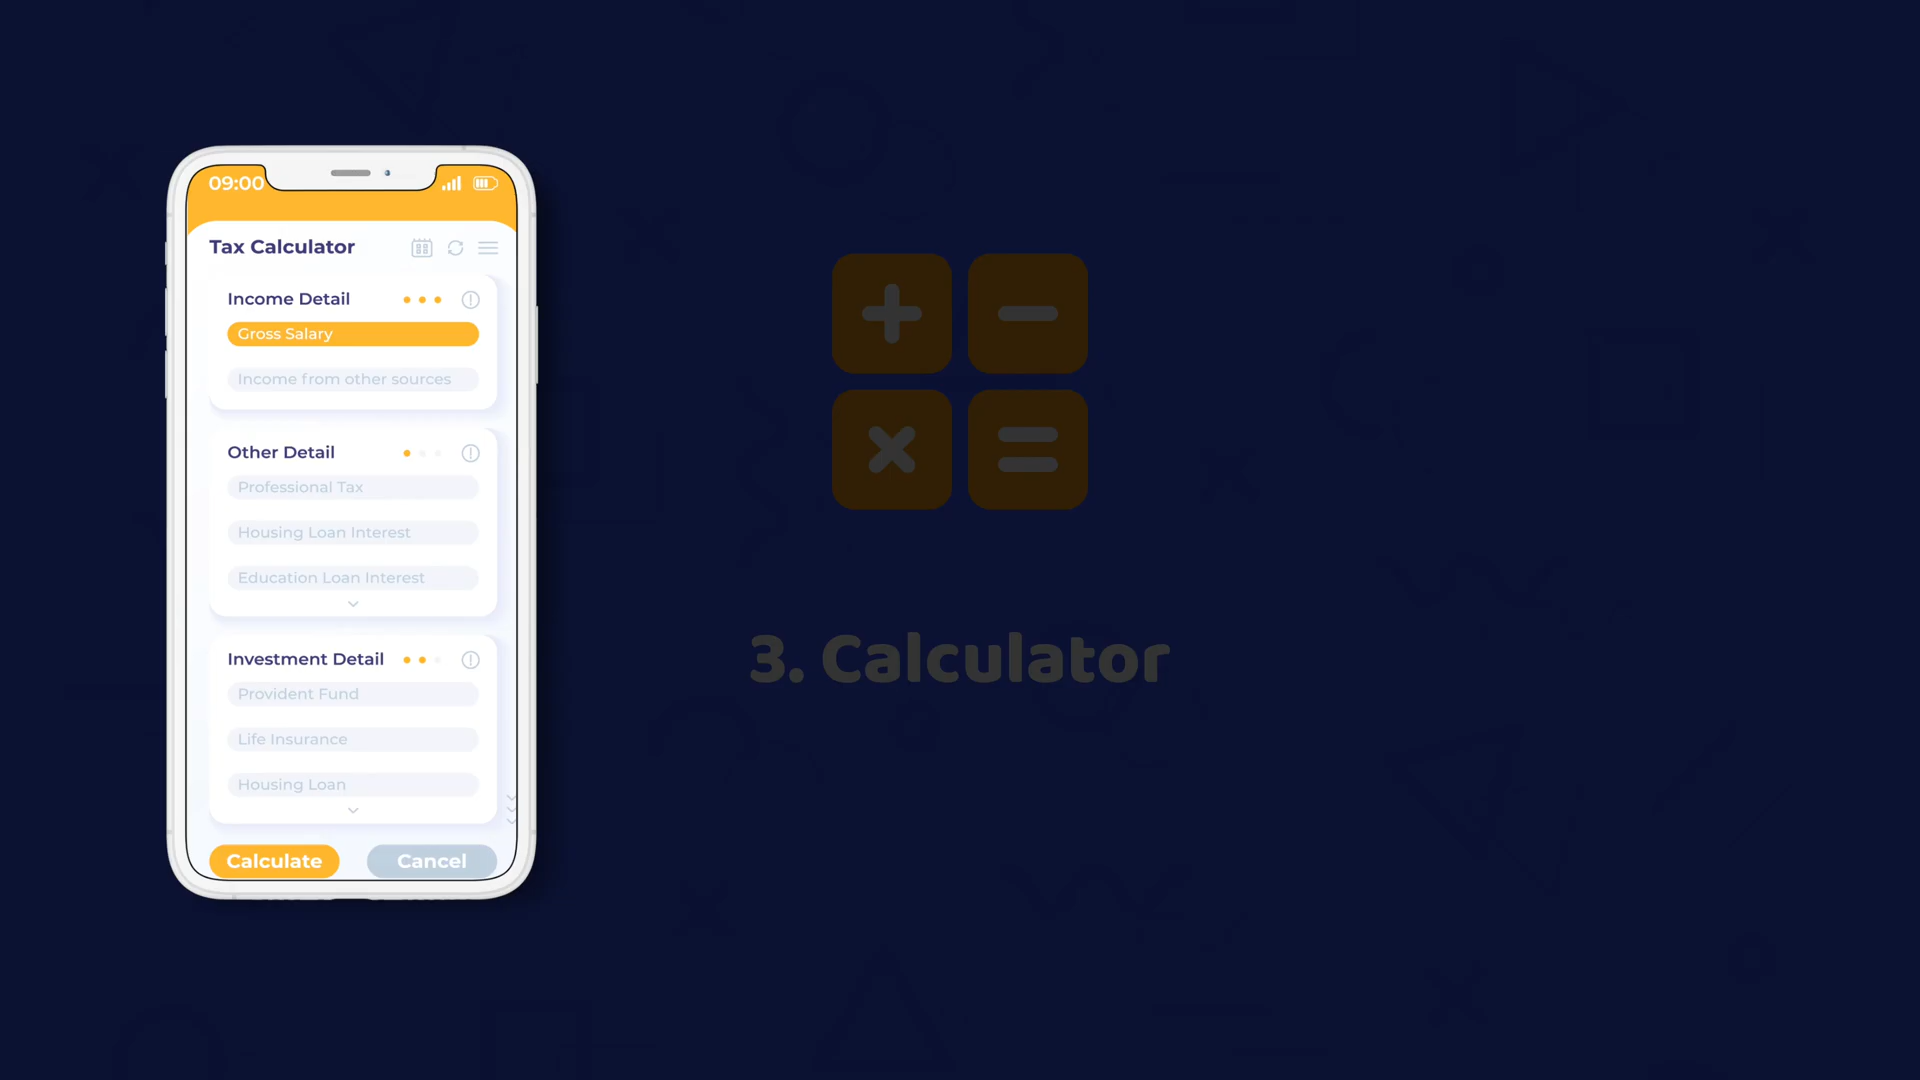 09:00
Tax Calculator
Income Detail
Gross Salary
Income from other sources
Other Detail
Professional Tax
Housing Loan Interest
Education Loan Interest
Investment Detail
Provident Fund
Life Insurance
Housing Loan
Calculate Cancel
3. Calculator